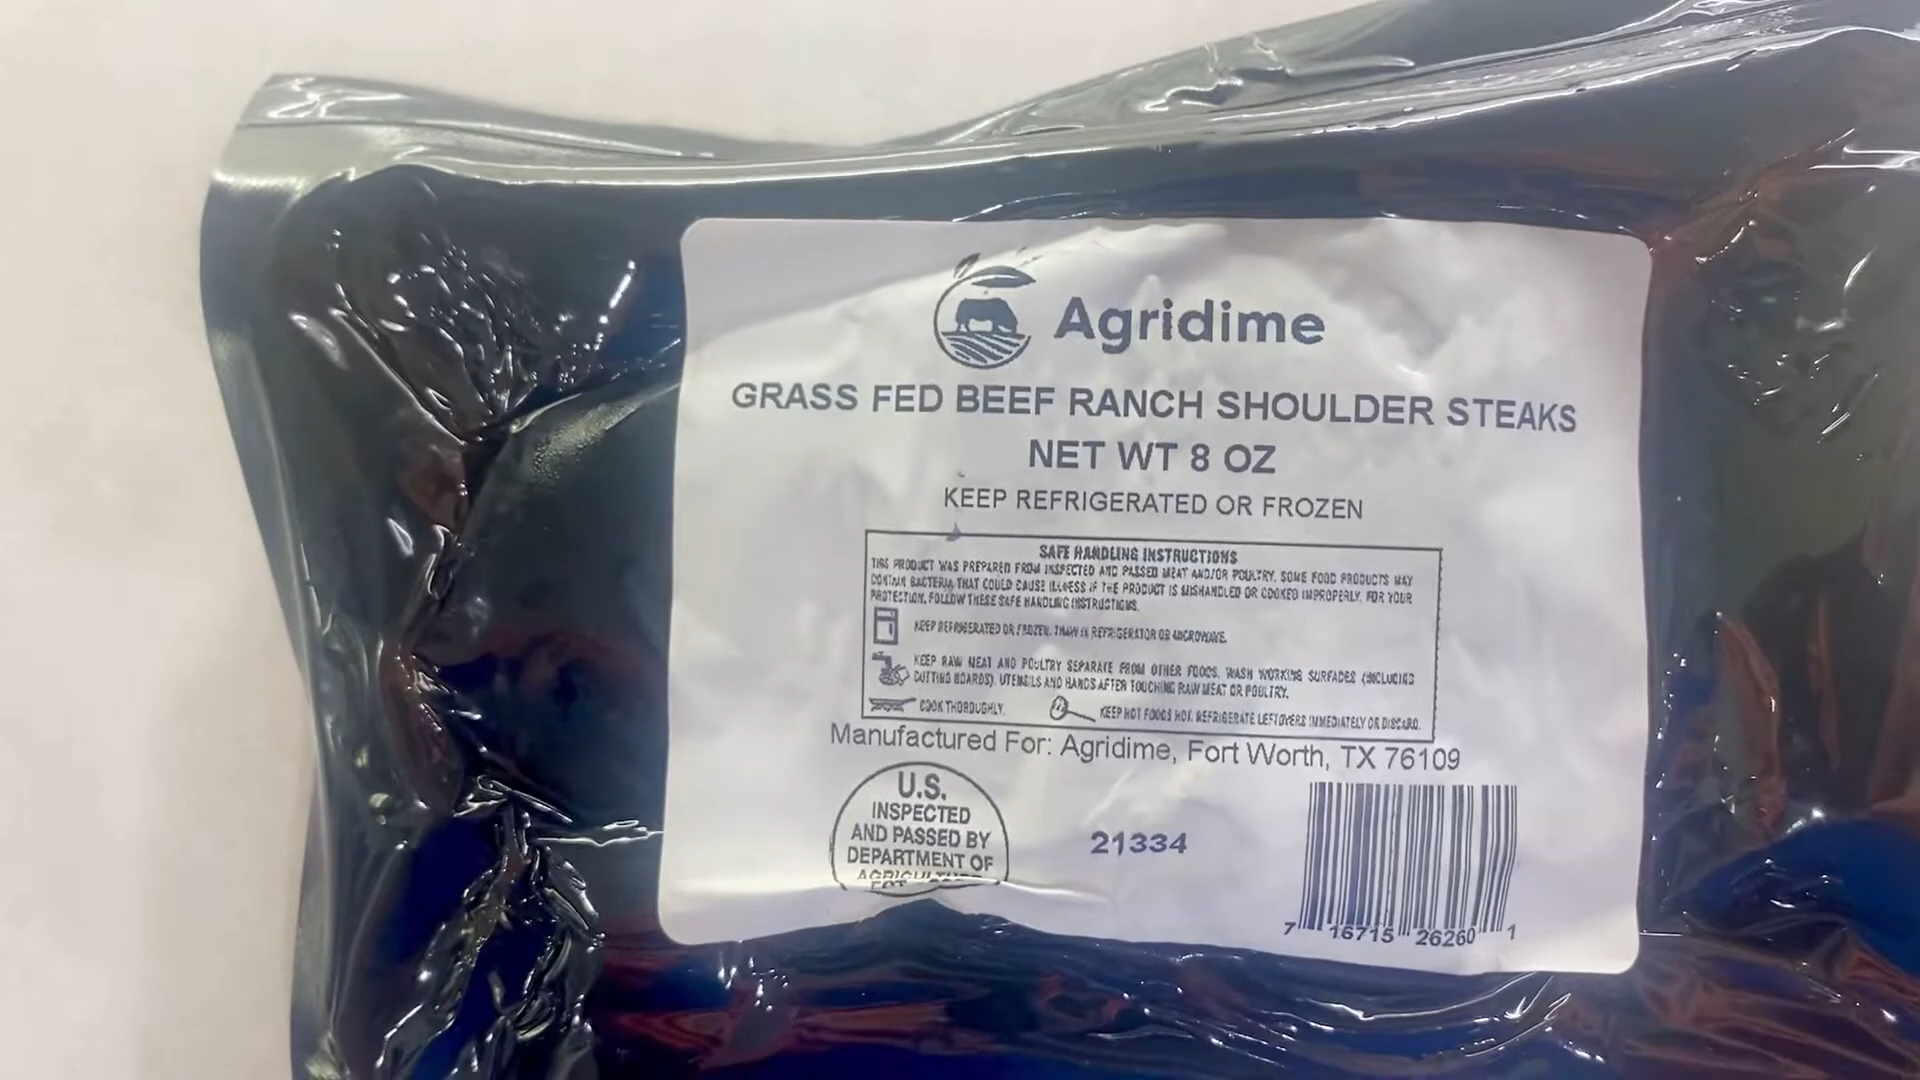 Agridime
GRASS FED BEEF RANCH SHOULDER STEAKS
NET WT 8 OZ
KEEP REFRIGERATED OR FROZEN
SAFE HANDLING INSTRUCTIONS
THIS PRODUCT WAS PREPARED FROM INSPECTED AND PASSED MEAT AND/OR POULTRY. SOME FOOD PRODUCTS MAY
CONTAIN BACTERIA THAT COULD CAUSE ILLNESS IF THE PRODUCT IS MISHANDLED OR COOKED IMPROPERLY. FOR YOUR
PROTECTION, FOLLOW THESE SAFE HANDLING INSTRUCTIONS.
KEEP REFRIGERATED OR FROZEN. THAW IN REFRIGERATOR OR MICROWAVE.
KEEP RAW MEAT AND POULTRY SEPARATE FROM OTHER FOODS. WASH WORKING SURFACES (INCLUDING
CUTTING BOARDS), UTENSILS AND HANDS AFTER TOUCHING RAW MEAT OR POULTRY.
COOK THOROUGHLY.
KEEP HOT FOODS HOT. REFRIGERATE LEFTOVERS IMMEDIATELY OR DISCARD.
Manufactured For: Agridime, Fort Worth, TX 76109
U.S.
INSPECTED
AND PASSED BY
DEPARTMENT OF
AGRICULTURE
21334
7 16715 26260 1